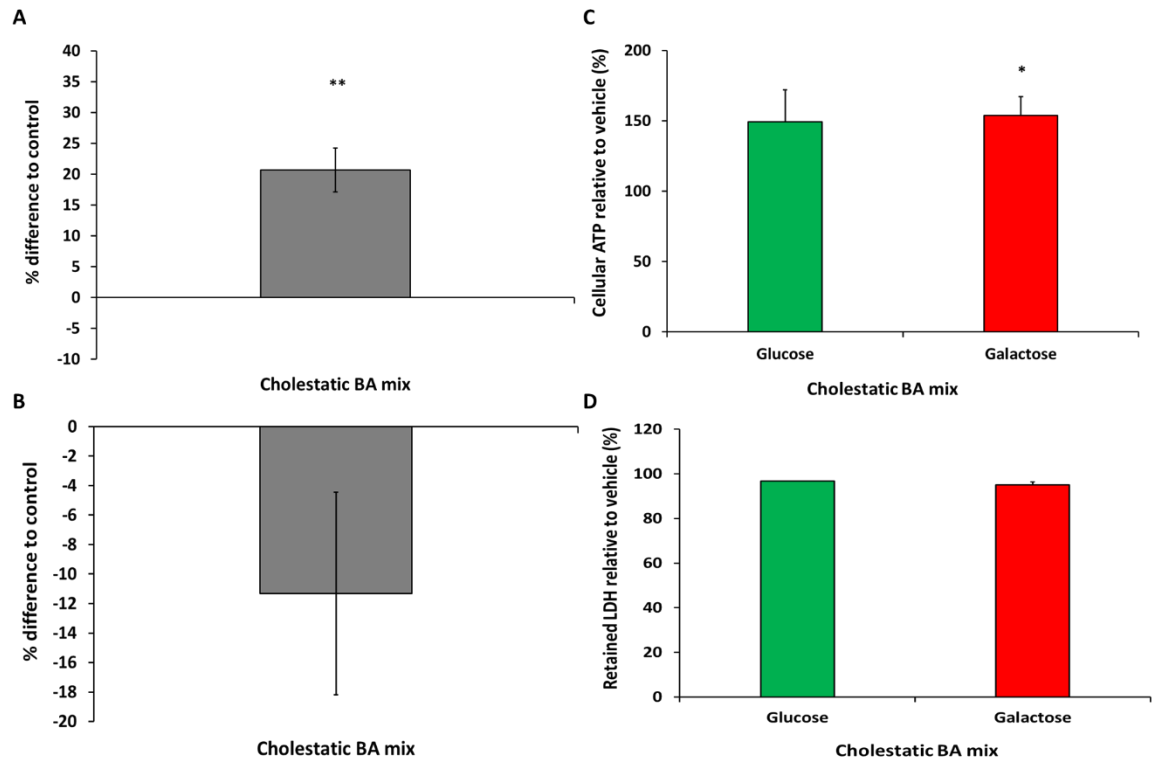 A
% difference to control
40
35
30
25
20
15
10
5
0
-5
-10
**
Cholestatic BA mix
B
% difference to control
0
-2
-4
-6
-8
-10
-12
-14
-16
-18
-20
Cholestatic BA mix
C
Cellular ATP relative to vehicle (%)
200
150
100
50
0
*
Glucose
Galactose
Cholestatic BA mix
D
Retained LDH relative to vehicle (%)
120
100
80
60
40
20
0
Glucose
Galactose
Cholestatic BA mix